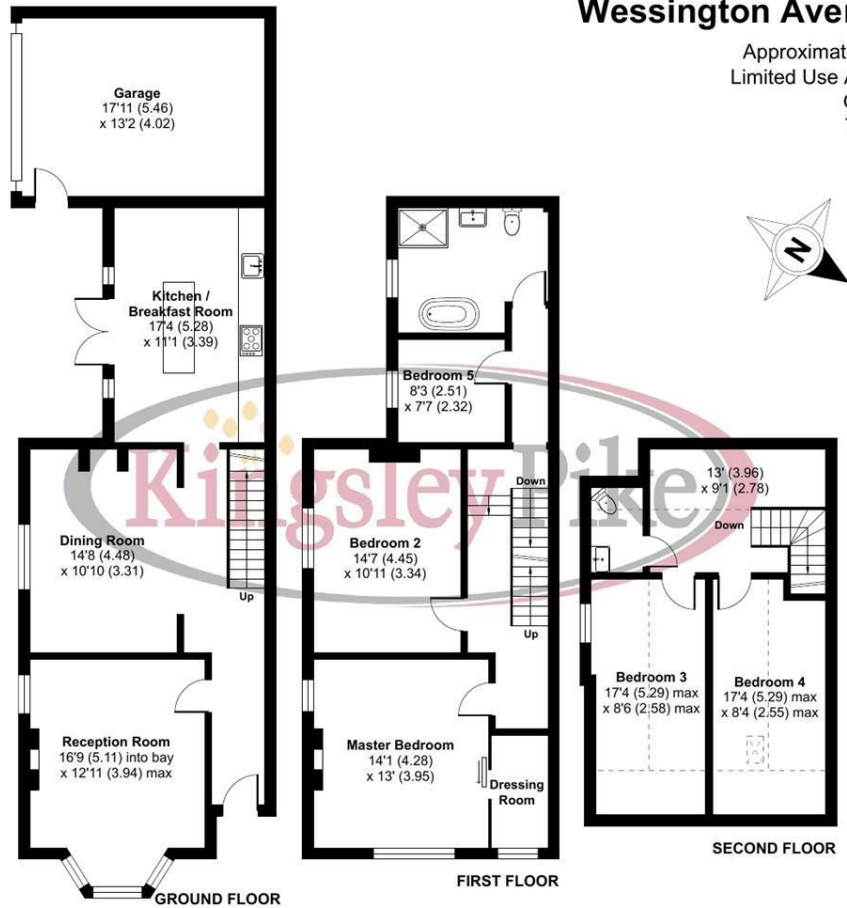 Wessington Aven
Approximate
Limited Use A
Garage
17'11 (5.46)
x 13'2 (4.02)
N
Kitchen /
Breakfast Room
17'4 (5.28)
x 11'1 (3.39)
Bedroom 5
8'3 (2.51)
x 7'7 (2.32)
Kingsley Pike
Dining Room
14'8 (4.48)
x 10'10 (3.31)
Up
Bedroom 2
14'7 (4.45)
x 10'11 (3.34)
Down
Up
13' (3.96)
x 9'1 (2.78)
Down
Reception Room
16'9 (5.11) into bay
x 12'11 (3.94) max
Master Bedroom
14'1 (4.28)
x 13' (3.95)
Dressing
Room
Bedroom 3
17'4 (5.29) max
x 8'6 (2.58) max
Bedroom 4
17'4 (5.29) max
x 8'4 (2.55) max
GROUND FLOOR
FIRST FLOOR
SECOND FLOOR